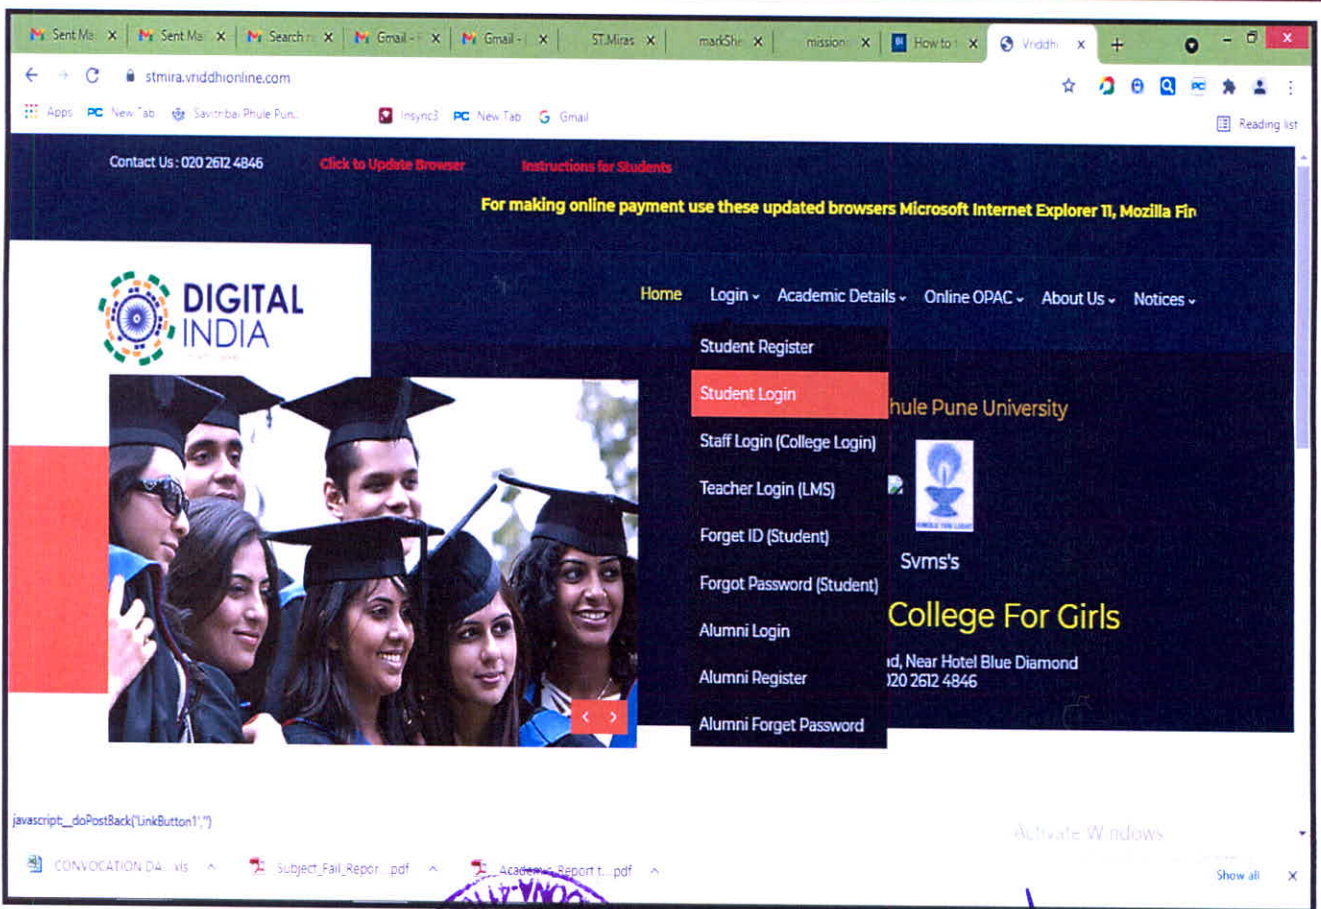 Sent Ma
Sent Ma
Search r
Gmail -
Gmail -
ST.Miras
markShe
mission
How to
Vriddhi
stmira.vriddhionline.com
Apps
New Tab
Savitribai Phule Pun...
Insync3
New Tab
Gmail
Reading list
Contact Us : 020 2612 4846
Click to Update Browser
Instructions for Students
For making online payment use these updated browsers Microsoft Internet Explorer 11, Mozilla Fir
DIGITAL
INDIA
Home
Login
Academic Details
Online OPAC
About Us
Notices
Student Register
Student Login
Staff Login (College Login)
Teacher Login (LMS)
Forget ID (Student)
Forgot Password (Student)
Alumni Login
Alumni Register
Alumni Forget Password
hule Pune University
Svms's
College For Girls
ad, Near Hotel Blue Diamond
020 2612 4846
javascript:__doPostBack('LinkButton1','')
Activate Windows
CONVOCATION DA....xls
Subject_Fail_Repor....pdf
Academic Report t....pdf
Show all